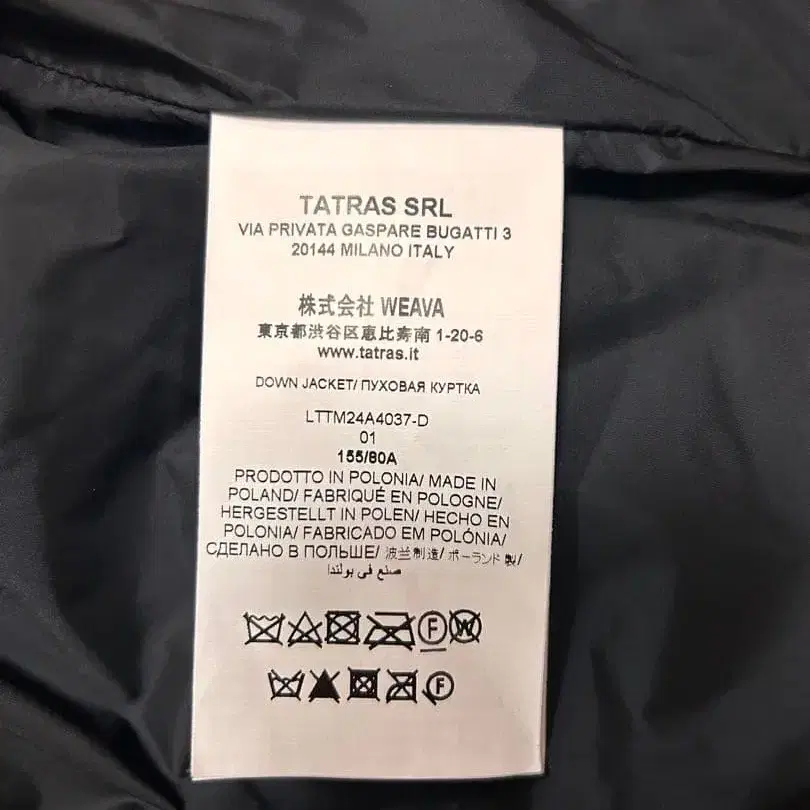 TATRAS SRL
VIA PRIVATA GASPARE BUGATTI 3
20144 MILANO ITALY
株式会社 WEAVA
東京都渋谷区恵比寿南 1-20-6
www.tatras.it
DOWN JACKET/ ПУХОВАЯ КУРТКА
LTTM24A4037-D
01
155/80A
PRODOTTO IN POLONIA/ MADE IN
POLAND/ FABRIQUÉ EN POLOGNE/
HERGESTELLT IN POLEN/ HECHO EN
POLONIA/ FABRICADO EM POLÓNIA/
СДЕЛАНО В ПОЛЬШЕ/ 波兰制造/ ポーランド製/
صنع في بولندا
F W
F